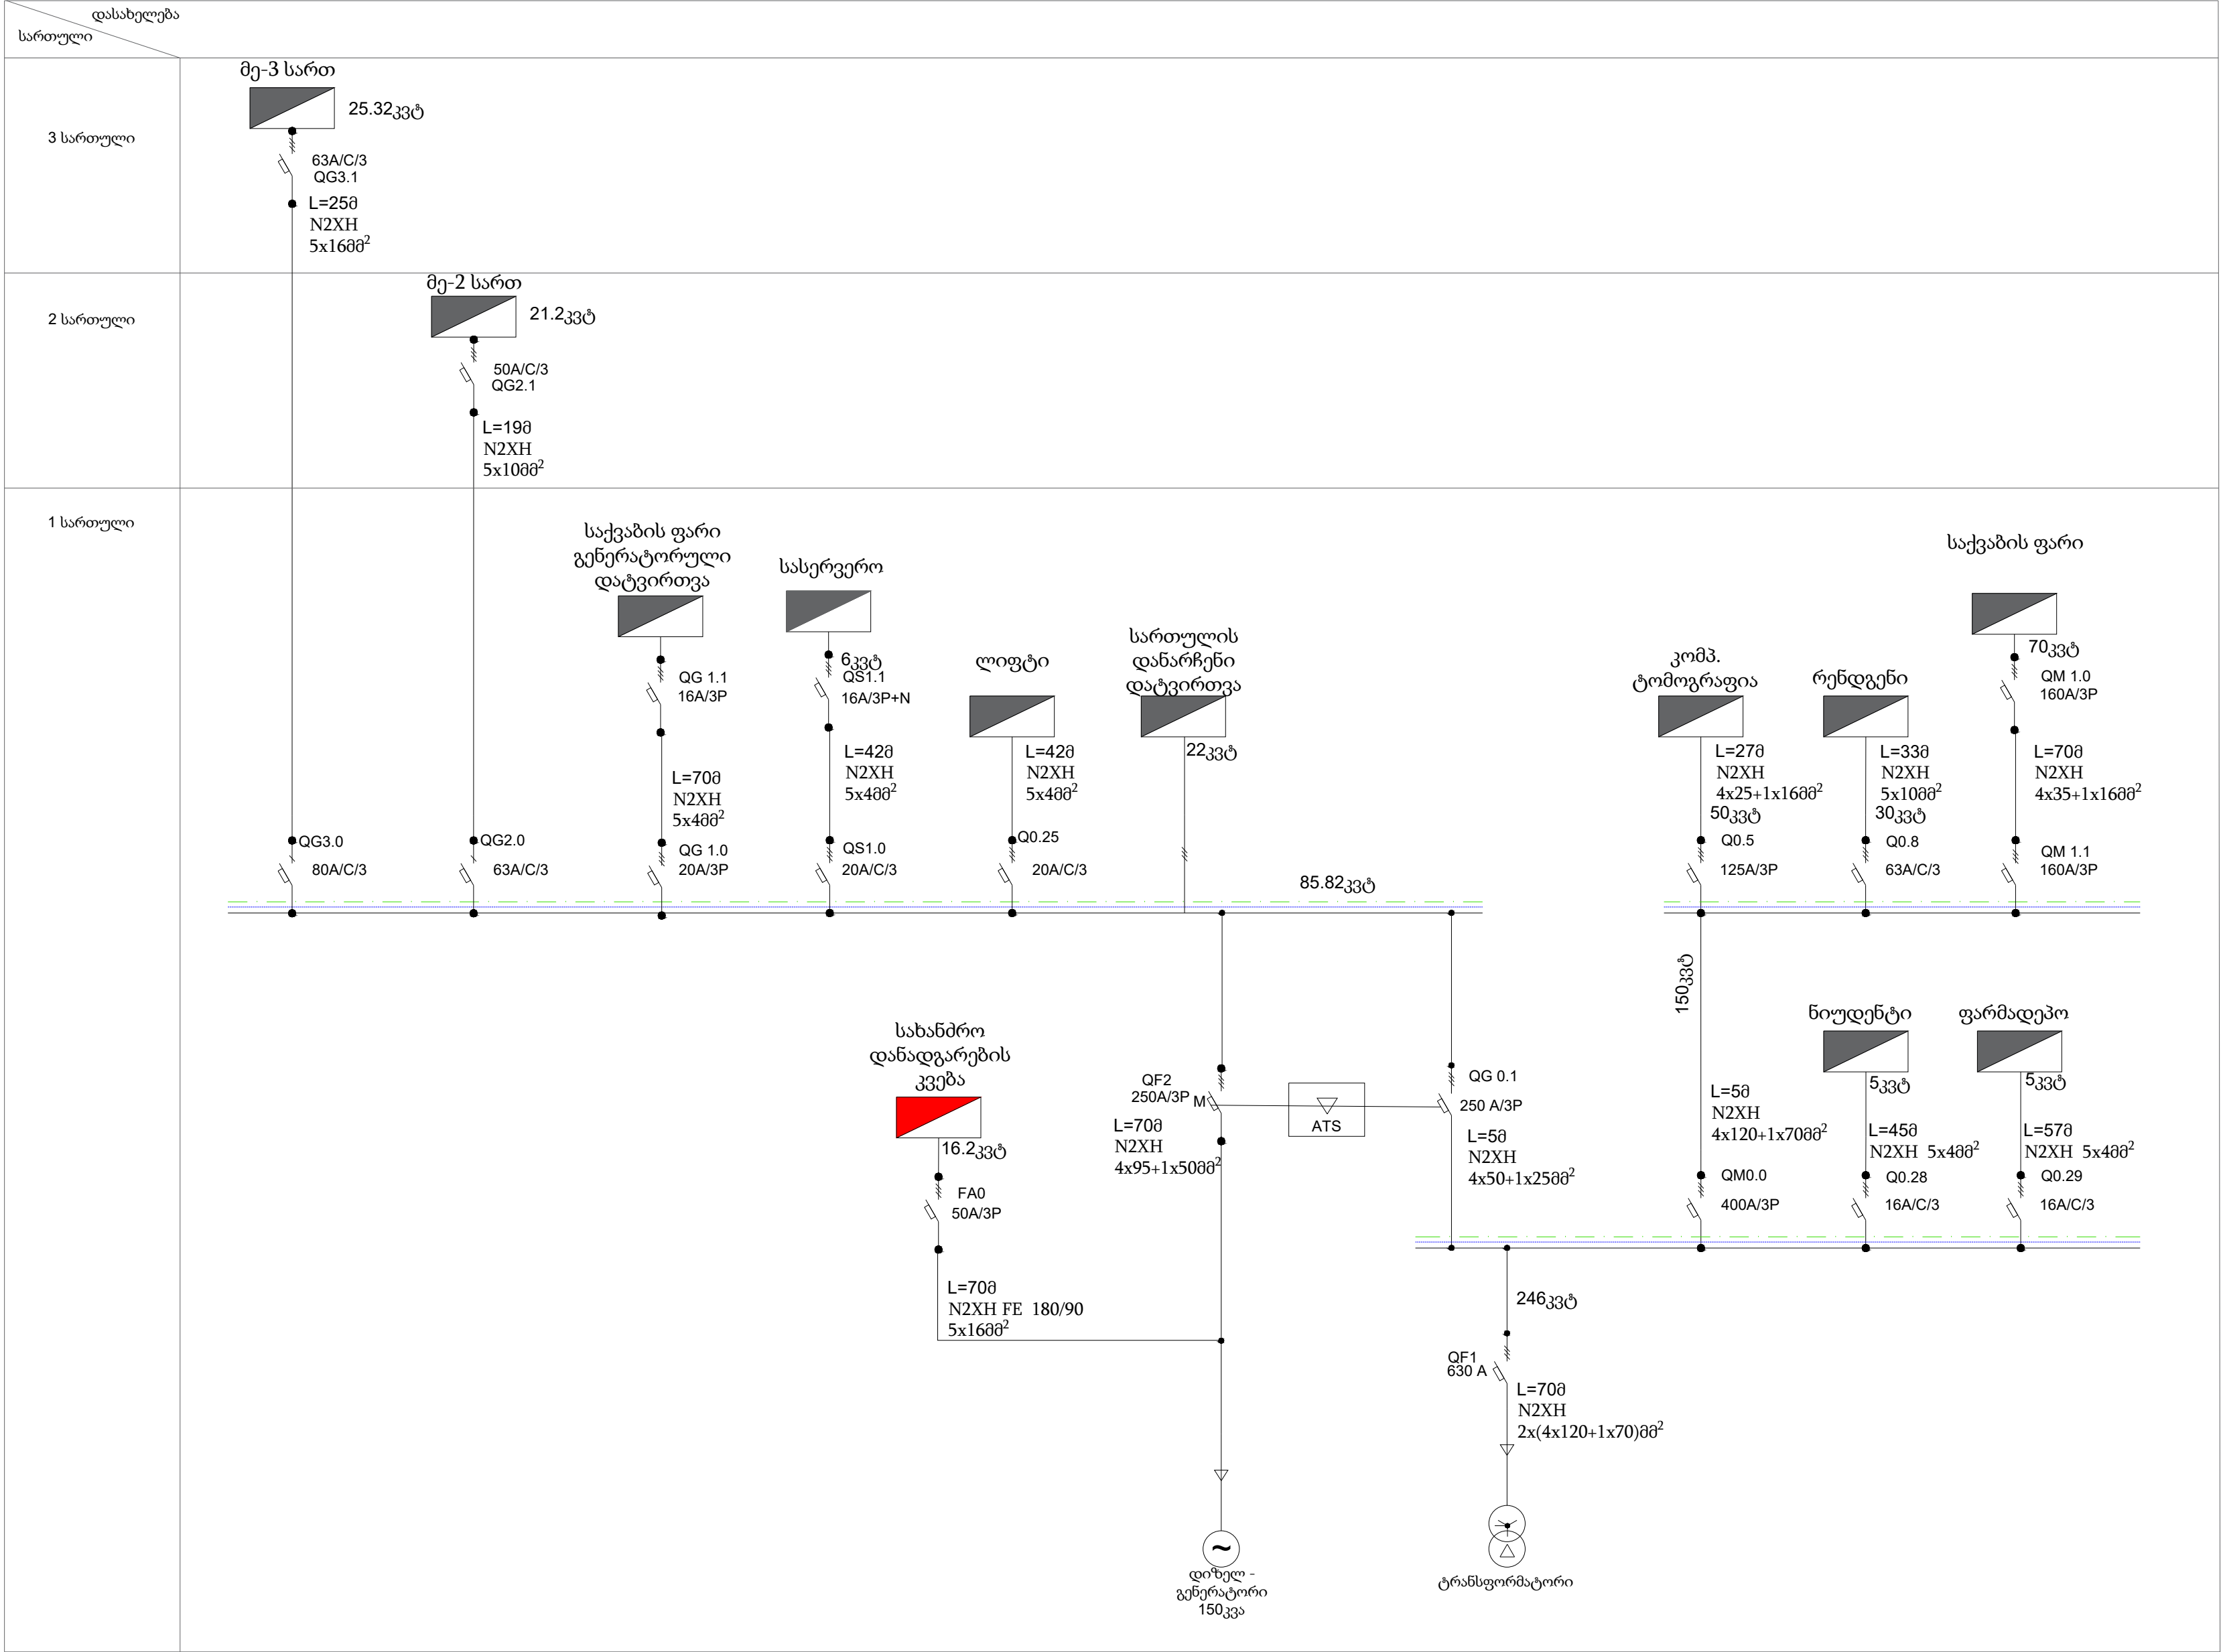 დასახელება
სართული
მე-3 სართ
25.32კვტ
3 სართული
63A/C/3
QG3.1
L=25მ
N2XH
5x16მმ²
მე-2 სართ
21.2კვტ
2 სართული
50A/C/3
QG2.1
L=19მ
N2XH
5x10მმ²
1 სართული
QG3.0
80A/C/3
QG2.0
63A/C/3
საქვაბის ფარი
გენერატორული
დატვირთვა
QG 1.1
16A/3P
L=70მ
N2XH
5x4მმ²
QG 1.0
20A/3P
სასერვერო
6კვტ
QS1.1
16A/3P+N
L=42მ
N2XH
5x4მმ²
QS1.0
20A/C/3
ლიფტი
L=42მ
N2XH
5x4მმ²
Q0.25
20A/C/3
სართულის
დანარჩენი
დატვირთვა
22კვტ
85.82კვტ
კომპ.
ტომოგრაფია
L=27მ
N2XH
4x25+1x16მმ²
50კვტ
Q0.5
125A/3P
რენდგენი
L=33მ
N2XH
5x10მმ²
30კვტ
Q0.8
63A/C/3
საქვაბის ფარი
70კვტ
QM 1.0
160A/3P
L=70მ
N2XH
4x35+1x16მმ²
QM 1.1
160A/3P
სახანძრო
დანადგარების
კვება
16.2კვტ
FA0
50A/3P
L=70მ
N2XH FE 180/90
5x16მმ²
QF2
250A/3P M
L=70მ
N2XH
4x95+1x50მმ²
ATS
QG 0.1
250 A/3P
L=5მ
N2XH
4x50+1x25მმ²
150კვტ
L=5მ
N2XH
4x120+1x70მმ²
QM0.0
400A/3P
ნიუდენტი
5კვტ
L=45მ
N2XH 5x4მმ²
Q0.28
16A/C/3
ფარმადეპო
5კვტ
L=57მ
N2XH 5x4მმ²
Q0.29
16A/C/3
246კვტ
QF1
630 A
L=70მ
N2XH
2x(4x120+1x70)მმ²
~
დიზელ -
გენერატორი
150კვა
ტრანსფორმატორი